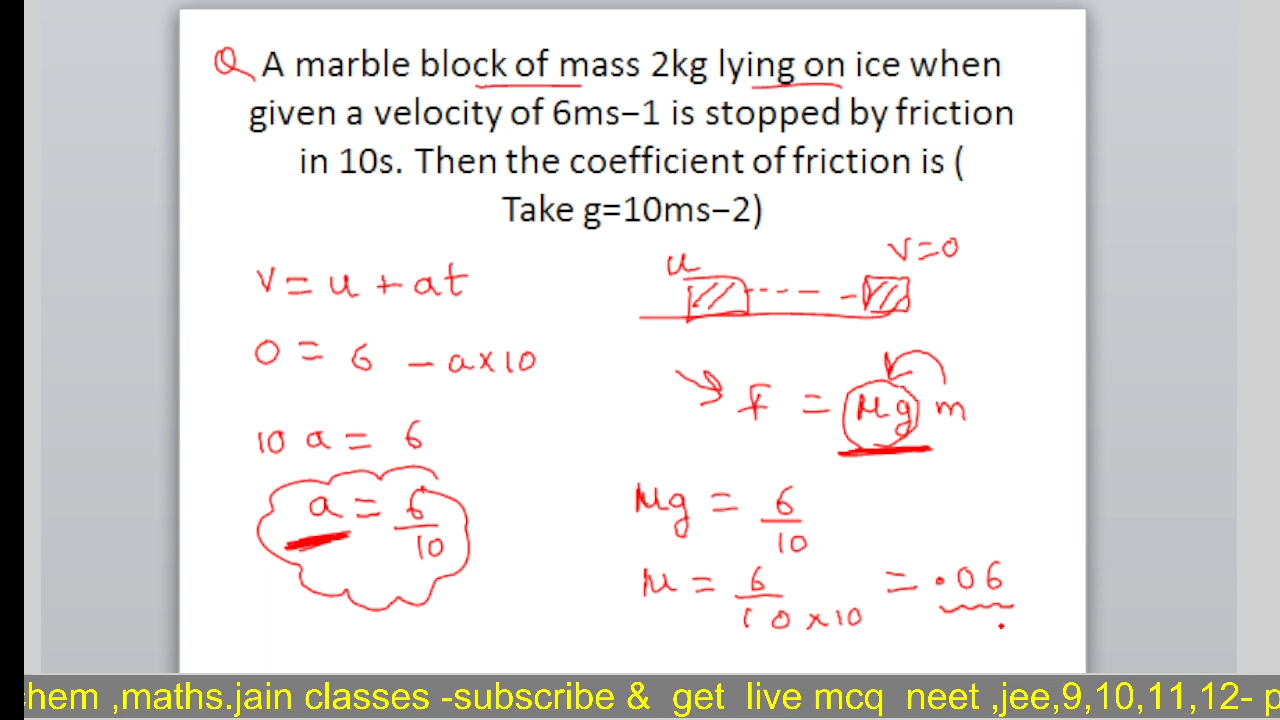 Q A marble block of mass 2kg lying on ice when
given a velocity of 6ms−1 is stopped by friction
in 10s. Then the coefficient of friction is (
Take g=10ms−2)
v = u + at
0 = 6 - a×10
10 a = 6
a = 6/10
u
v=0
F = μg m
μg = 6/10
μ = 6/10×10 = .06
chem ,maths.jain classes -subscribe & get live mcq neet ,jee,9,10,11,12- p